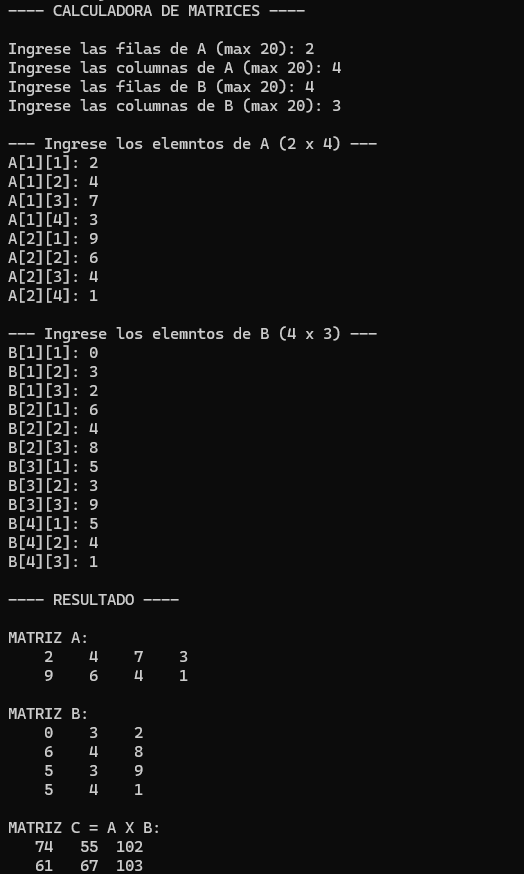 ---- CALCULADORA DE MATRICES ----
Ingrese las filas de A (max 20): 2
Ingrese las columnas de A (max 20): 4
Ingrese las filas de B (max 20): 4
Ingrese las columnas de B (max 20): 3
--- Ingrese los elemntos de A (2 x 4) ---
A[1][1]: 2
A[1][2]: 4
A[1][3]: 7
A[1][4]: 3
A[2][1]: 9
A[2][2]: 6
A[2][3]: 4
A[2][4]: 1
--- Ingrese los elemntos de B (4 x 3) ---
B[1][1]: 0
B[1][2]: 3
B[1][3]: 2
B[2][1]: 6
B[2][2]: 4
B[2][3]: 8
B[3][1]: 5
B[3][2]: 3
B[3][3]: 9
B[4][1]: 5
B[4][2]: 4
B[4][3]: 1
---- RESULTADO ----
MATRIZ A:
2 4 7 3
9 6 4 1
MATRIZ B:
0 3 2
6 4 8
5 3 9
5 4 1
MATRIZ C = A X B:
74 55 102
61 67 103